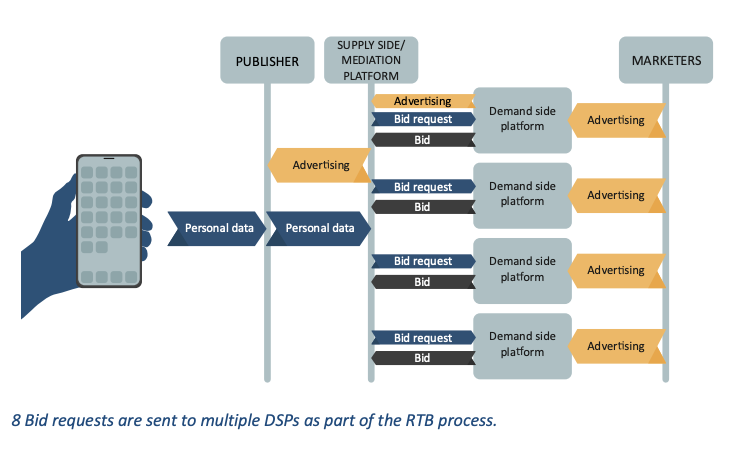 PUBLISHER
SUPPLY SIDE/
MEDIATION
PLATFORM
MARKETERS
Advertising
Bid request
Bid
Demand side
platform
Advertising
Advertising
Bid request
Bid
Demand side
platform
Advertising
Personal data
Personal data
Bid request
Bid
Demand side
platform
Advertising
Bid request
Bid
Demand side
platform
Advertising
8 Bid requests are sent to multiple DSPs as part of the RTB process.